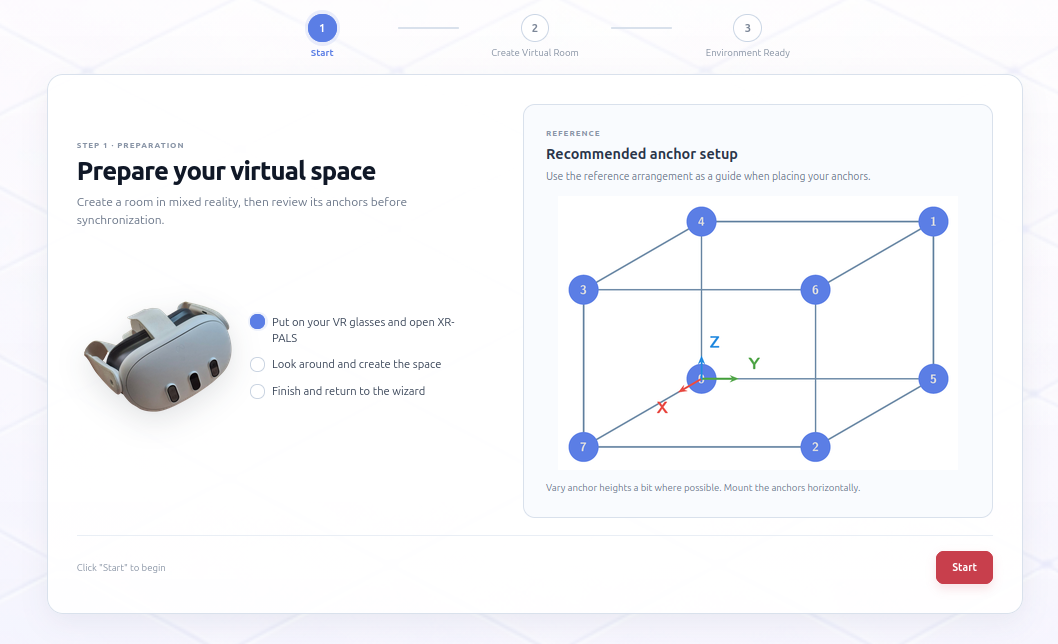 1
2
3
Start
Create Virtual Room
Environment Ready
STEP 1 · PREPARATION
Prepare your virtual space
Create a room in mixed reality, then review its anchors before
synchronization.
Put on your VR glasses and open XR-
PALS
Look around and create the space
Finish and return to the wizard
REFERENCE
Recommended anchor setup
Use the reference arrangement as a guide when placing your anchors.
4
1
3
6
Z
Y
0
5
X
7
2
Vary anchor heights a bit where possible. Mount the anchors horizontally.
Click "Start" to begin
Start